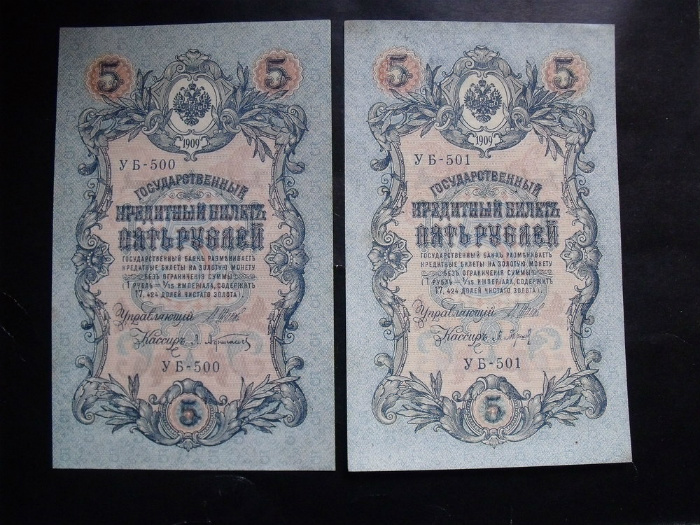 5 5
1909
УБ-500
ГОСУДАРСТВЕННЫЙ
КРЕДИТНЫЙ БИЛЕТЪ
ПЯТЬ РУБЛЕЙ
ГОСУДАРСТВЕННЫЙ БАНКЪ РАЗМѢНИВАЕТЪ
КРЕДИТНЫЕ БИЛЕТЫ НА ЗОЛОТУЮ МОНЕТУ
БЕЗЪ ОГРАНИЧЕНІЯ СУММЫ
(1 РУБЛЬ = 1/15 ИМПЕРІАЛА, СОДЕРЖИТЪ
17,424 ДОЛЕЙ ЧИСТАГО ЗОЛОТА).
Управляющій
Кассиръ
УБ-500
5
5 5
1909
УБ-501
ГОСУДАРСТВЕННЫЙ
КРЕДИТНЫЙ БИЛЕТЪ
ПЯТЬ РУБЛЕЙ
ГОСУДАРСТВЕННЫЙ БАНКЪ РАЗМѢНИВАЕТЪ
КРЕДИТНЫЕ БИЛЕТЫ НА ЗОЛОТУЮ МОНЕТУ
БЕЗЪ ОГРАНИЧЕНІЯ СУММЫ
(1 РУБЛЬ = 1/15 ИМПЕРІАЛА, СОДЕРЖИТЪ
17,424 ДОЛЕЙ ЧИСТАГО ЗОЛОТА).
Управляющій
Кассиръ
УБ-501
5